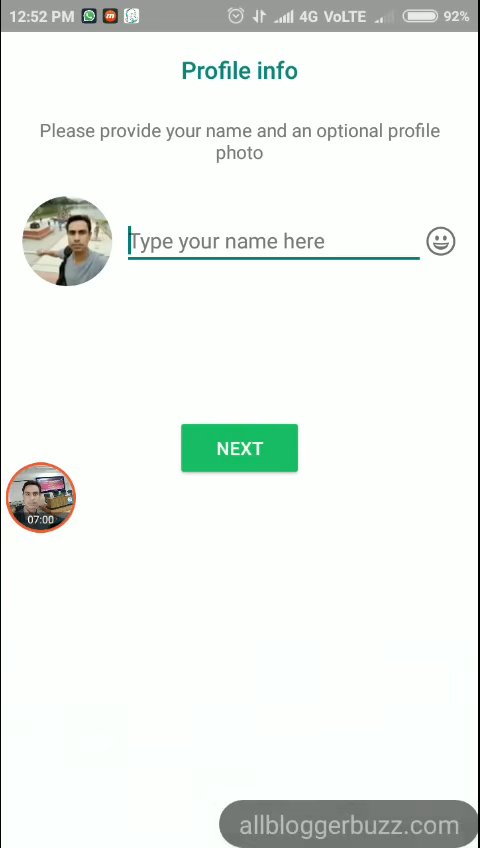 12:52 PM 4G VoLTE 92%
Profile info
Please provide your name and an optional profile
photo
Type your name here
NEXT
07:00
allbloggerbuzz.com